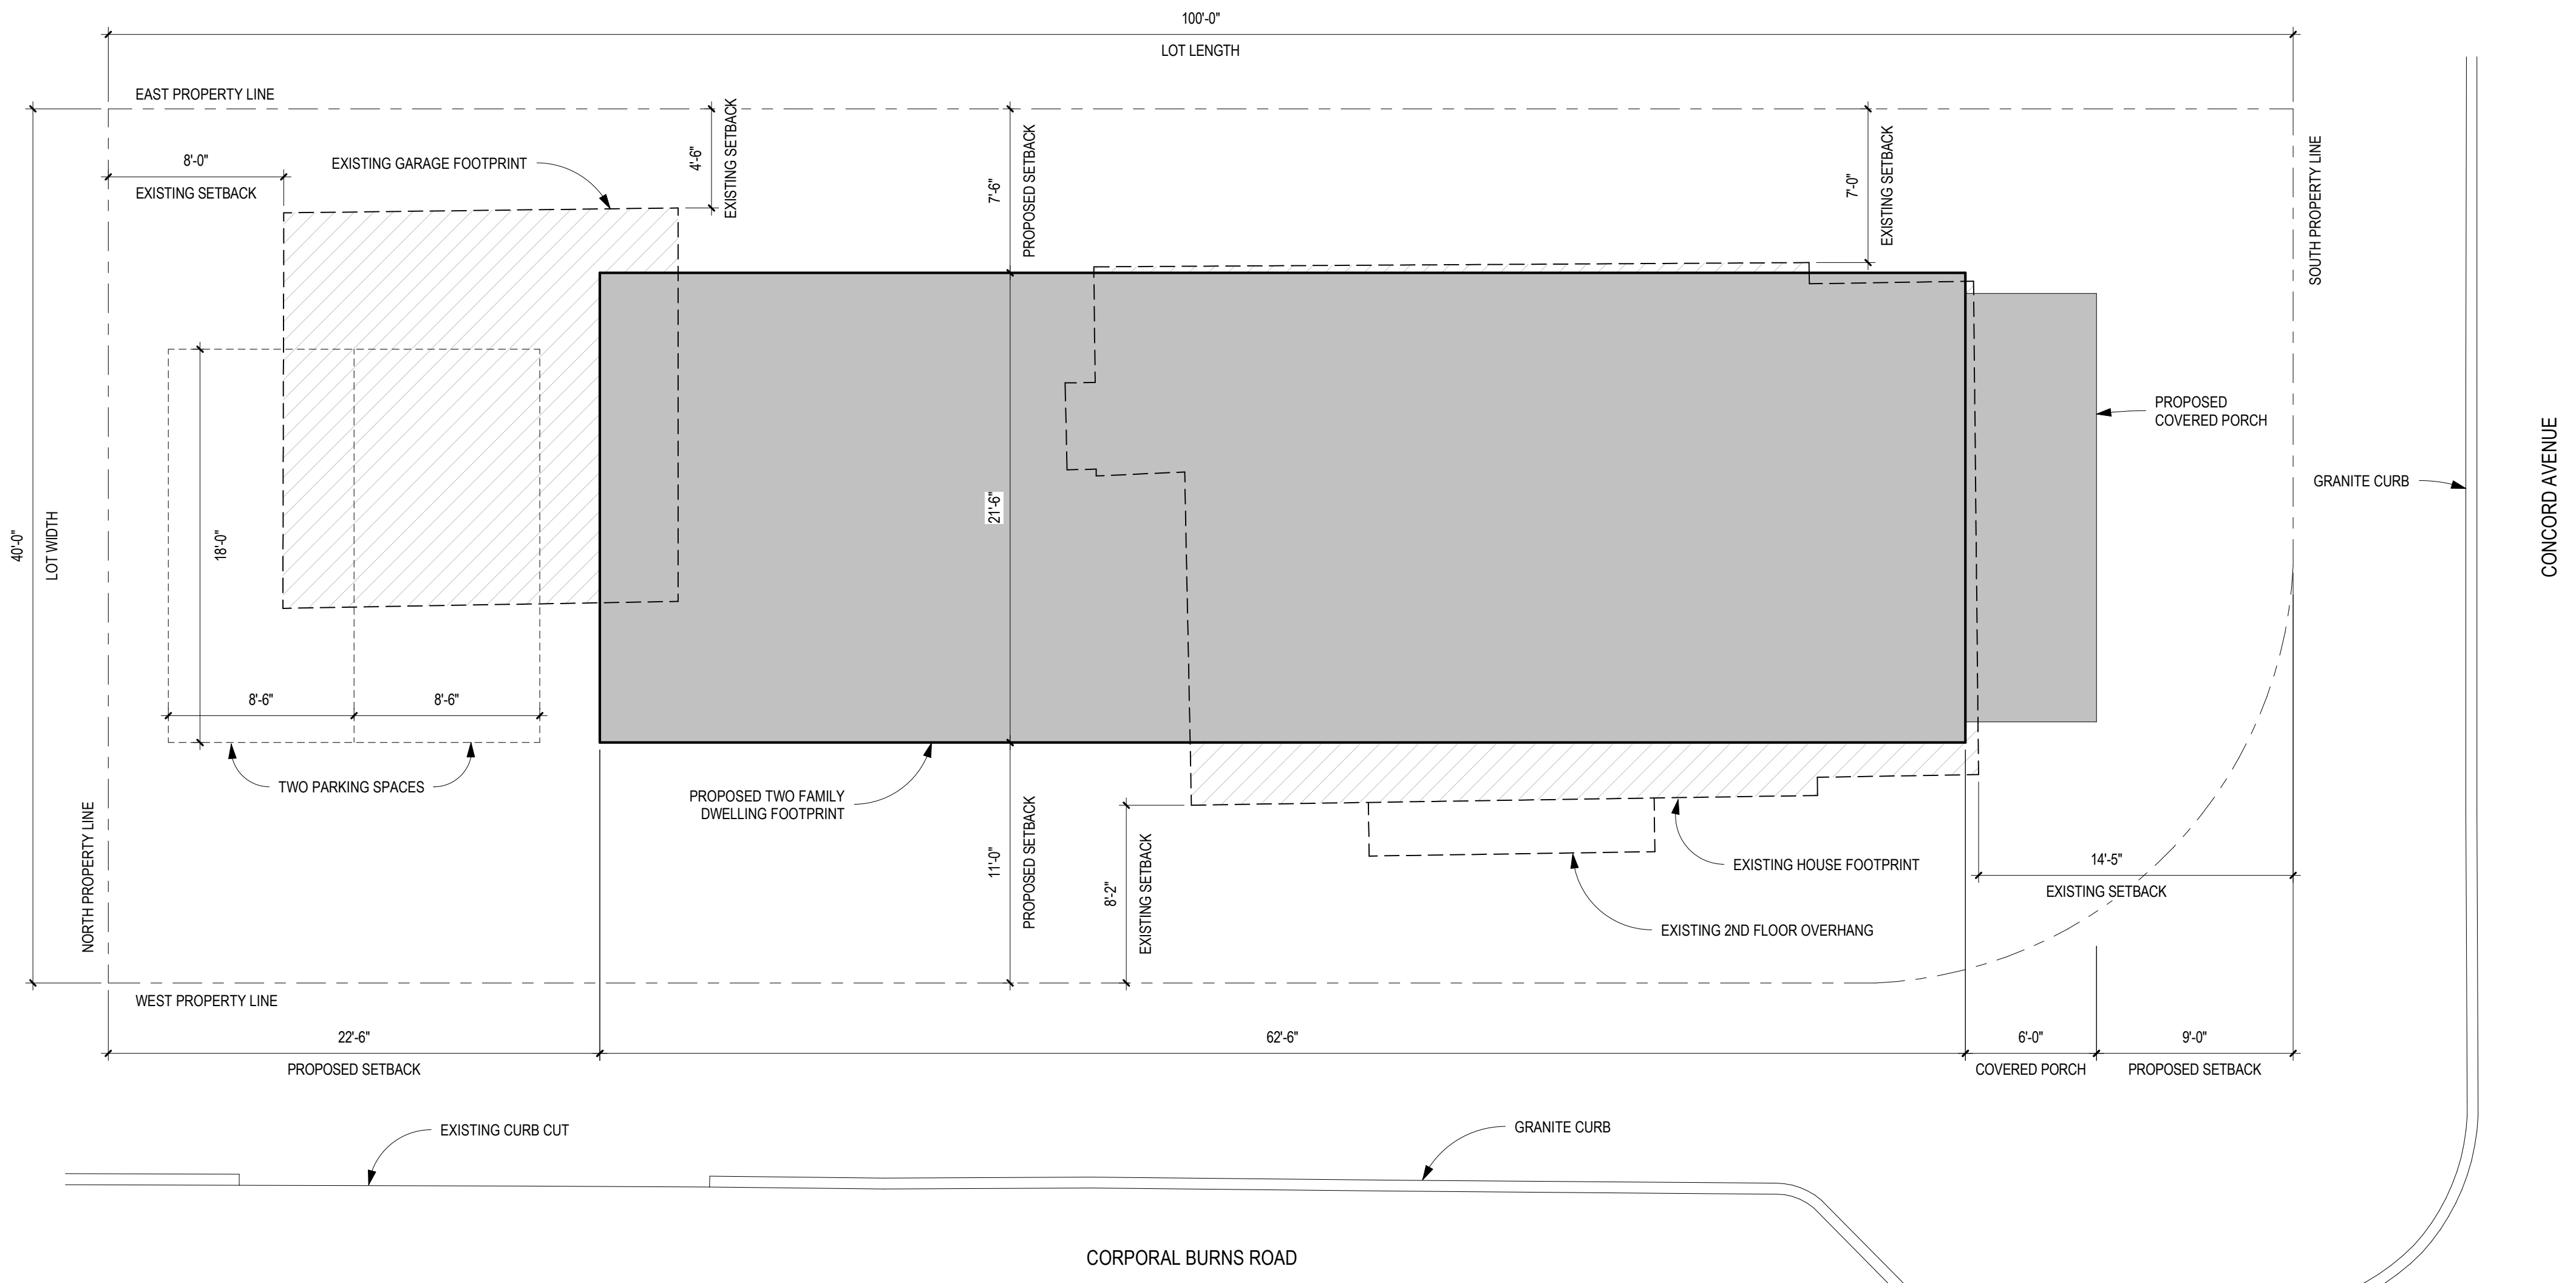 100'-0"
LOT LENGTH
EAST PROPERTY LINE
8'-0"
EXISTING SETBACK
EXISTING GARAGE FOOTPRINT
4'-6"
EXISTING SETBACK
7'-6"
PROPOSED SETBACK
7'-0"
EXISTING SETBACK
SOUTH PROPERTY LINE
PROPOSED
COVERED PORCH
GRANITE CURB
CONCORD AVENUE
40'-0"
LOT WIDTH
18'-0"
21'-6"
8'-6"
8'-6"
TWO PARKING SPACES
NORTH PROPERTY LINE
PROPOSED TWO FAMILY
DWELLING FOOTPRINT
11'-0"
PROPOSED SETBACK
8'-2"
EXISTING SETBACK
EXISTING HOUSE FOOTPRINT
EXISTING 2ND FLOOR OVERHANG
14'-5"
EXISTING SETBACK
WEST PROPERTY LINE
22'-6"
PROPOSED SETBACK
62'-6"
6'-0"
COVERED PORCH
9'-0"
PROPOSED SETBACK
EXISTING CURB CUT
GRANITE CURB
CORPORAL BURNS ROAD